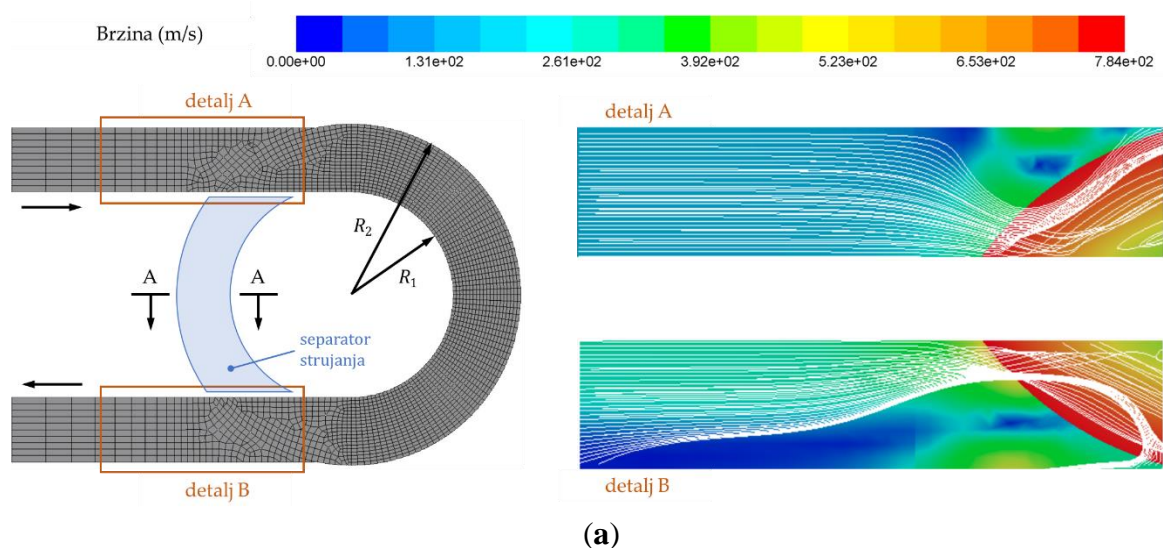 Brzina (m/s)
0.00e+00 1.31e+02 2.61e+02 3.92e+02 5.23e+02 6.53e+02 7.84e+02
detalj A
R₂
R₁
A A
separator
strujanja
detalj B
detalj A
detalj B
(a)